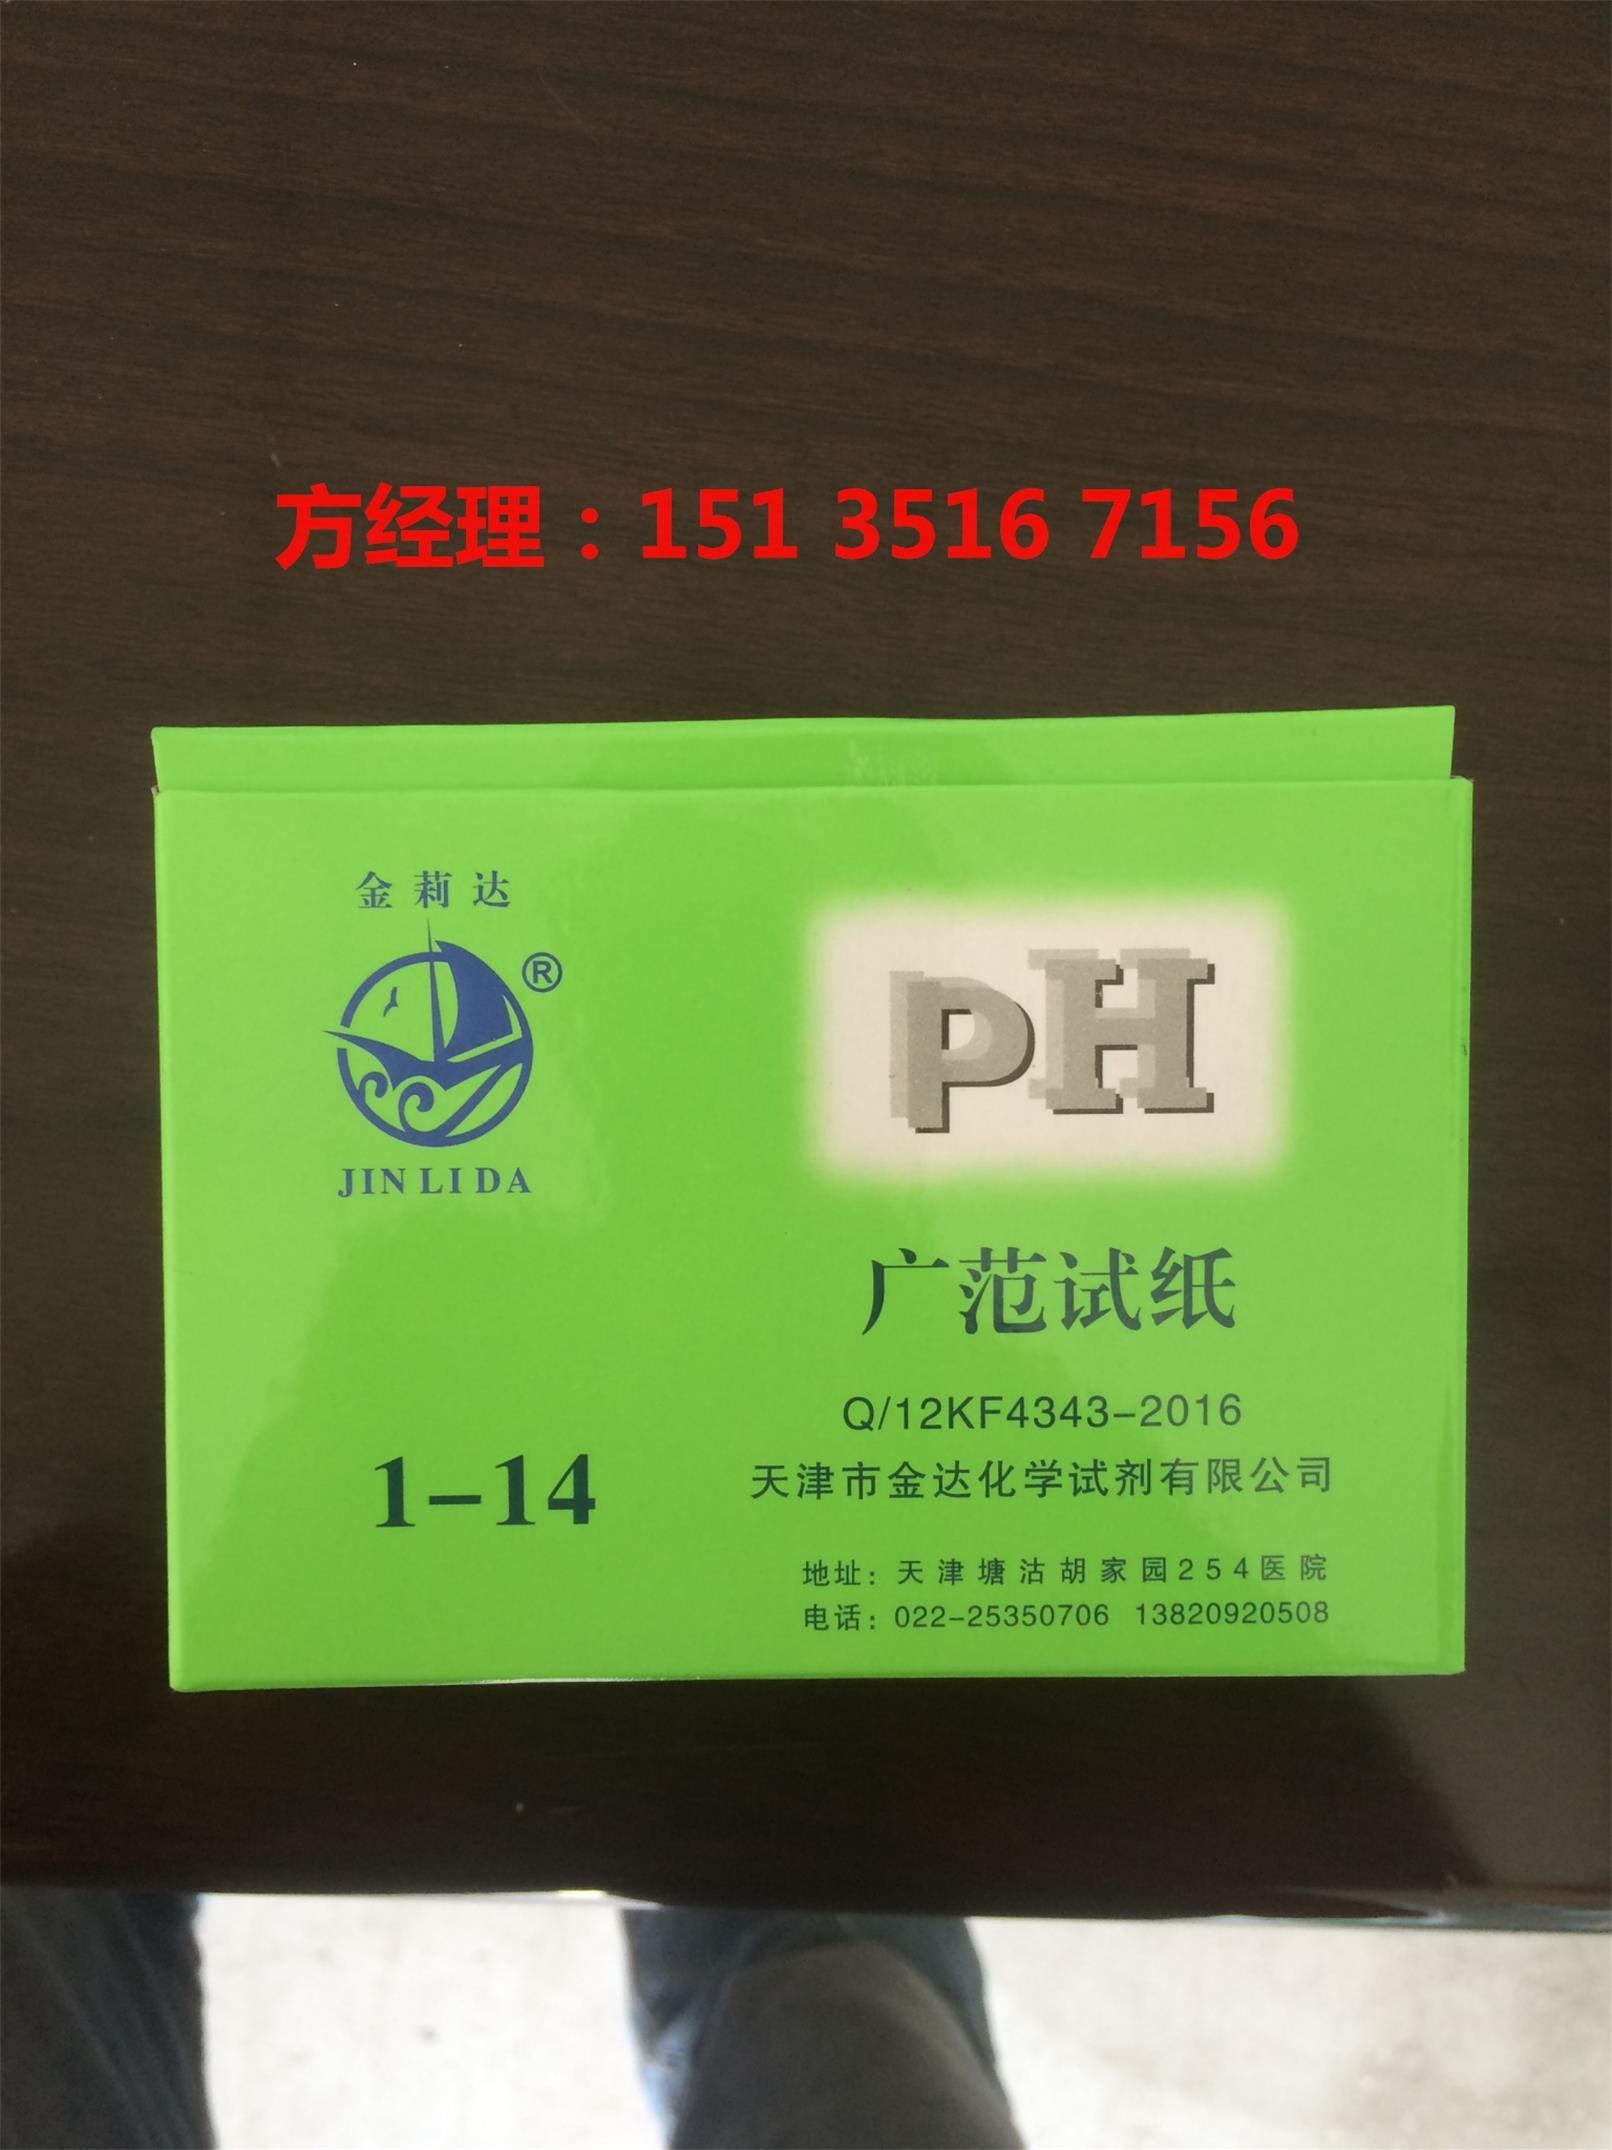 方经理：151 3516 7156
金莉达
®
JIN LI DA
pH
广范试纸
Q/12KF4343-2016
1-14
天津市金达化学试剂有限公司
地址：天津塘沽胡家园254医院
电话：022-25350706 13820920508